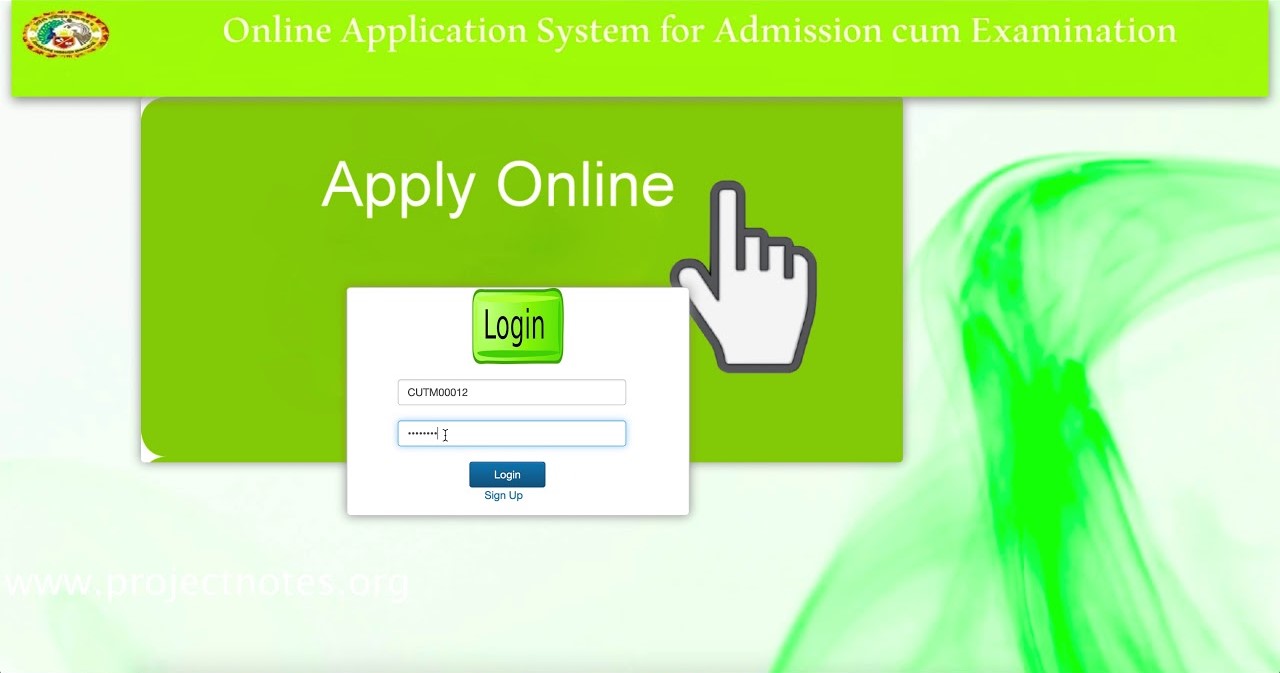 Online Application System for Admission cum Examination
Apply Online
Login
CUTM00012
••••••••
Login
Sign Up
www.projectnotes.org